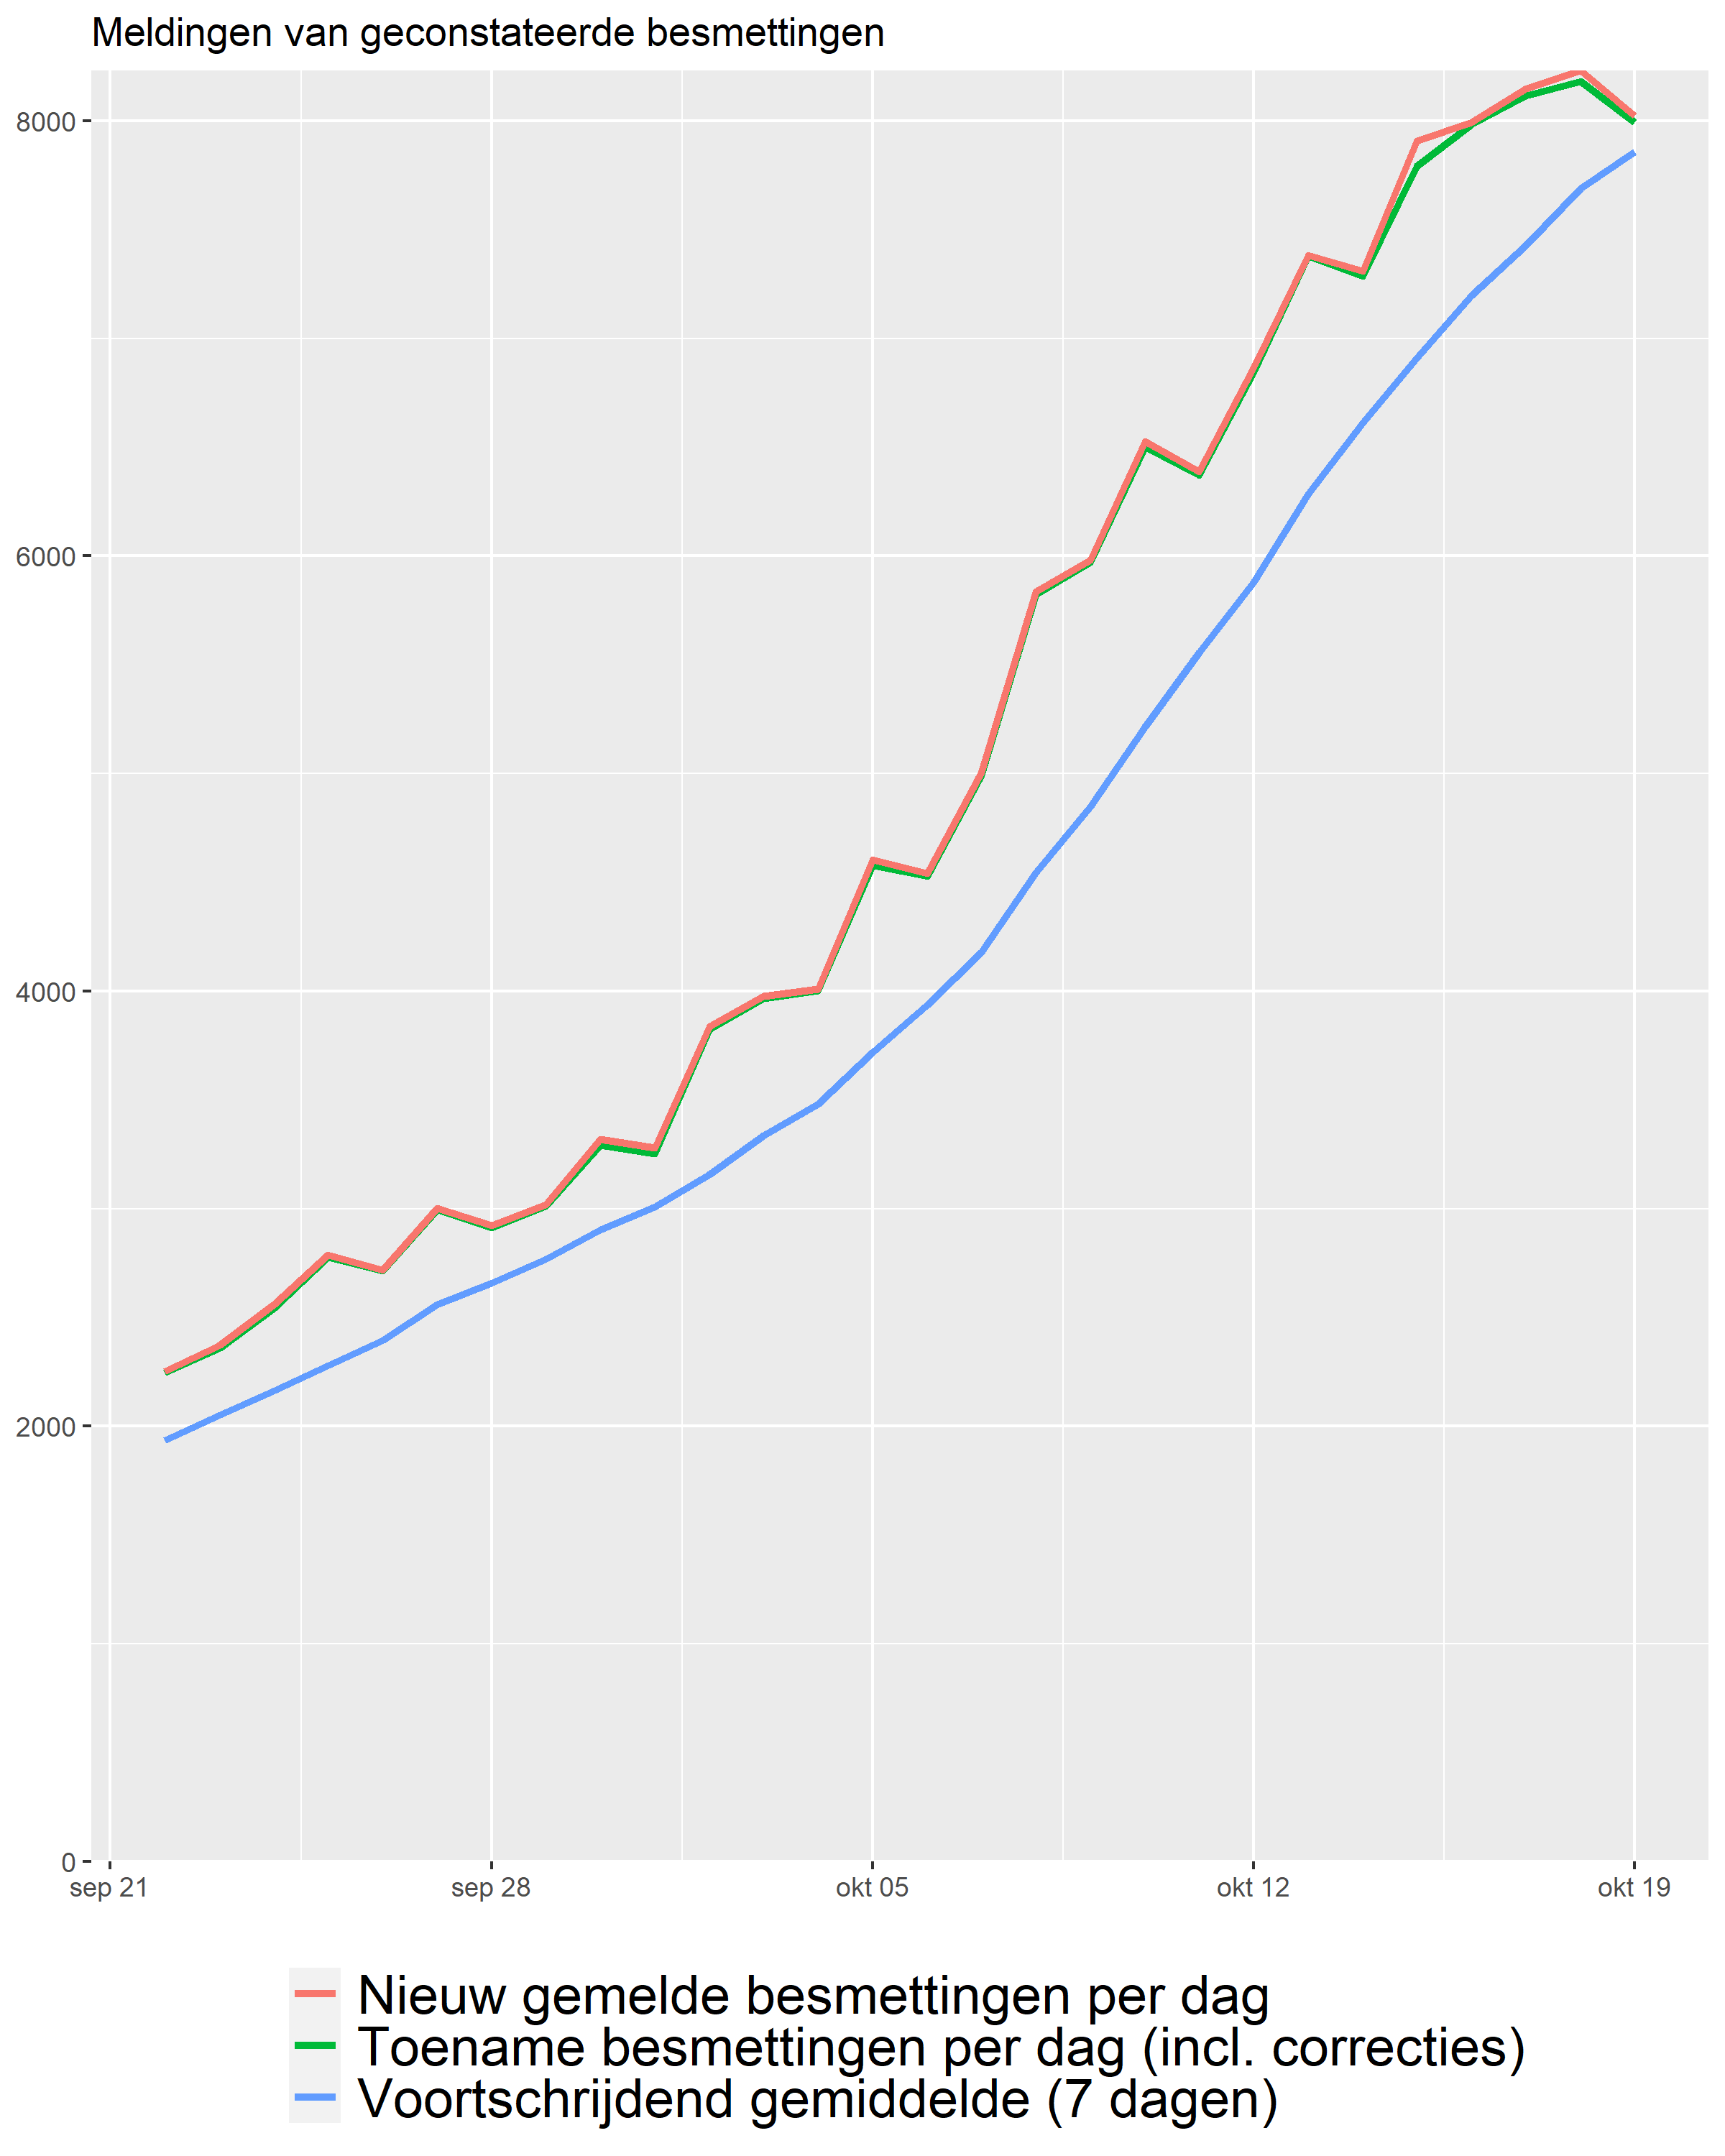 Meldingen van geconstateerde besmettingen
8000
6000
4000
2000
0
sep 21 sep 28 okt 05 okt 12 okt 19
Nieuw gemelde besmettingen per dag
Toename besmettingen per dag (incl. correcties)
Voortschrijdend gemiddelde (7 dagen)